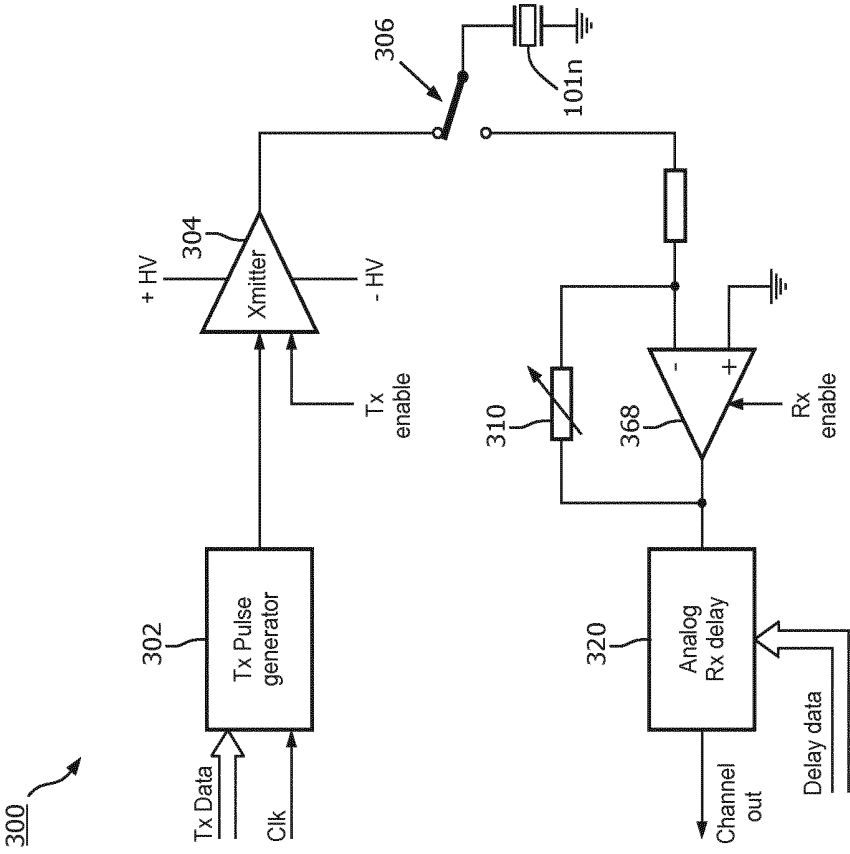 300
Tx Data
Clk
302
Tx Pulse
generator
Tx
enable
+ HV
- HV
304
Xmitter
306
101n
310
368
-
+
Rx
enable
320
Analog
Rx delay
Channel
out
Delay data